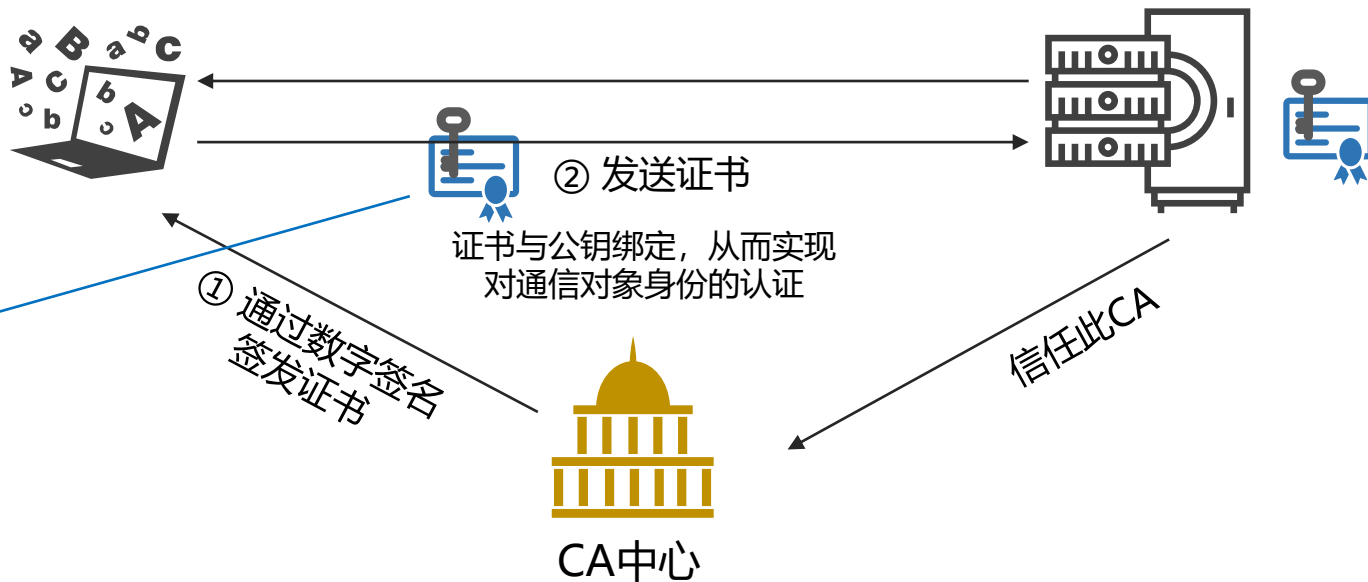 a B a b C
A C b A
c b c
② 发送证书
证书与公钥绑定，从而实现
对通信对象身份的认证
① 通过数字签名
签发证书
信任此CA
CA中心